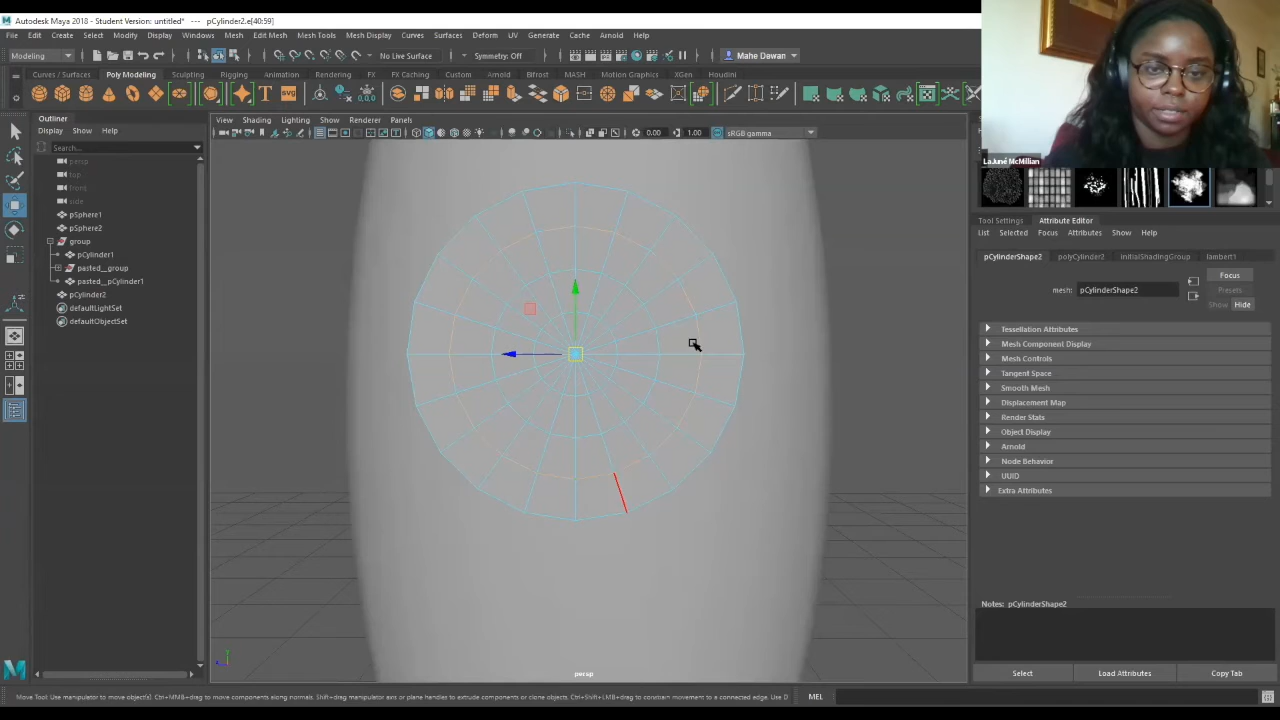 Autodesk Maya 2018 - Student Version: untitled* --- pCylinder2.e[40:59]
File Edit Create Select Modify Display Windows Mesh Edit Mesh Mesh Tools Mesh Display Curves Surfaces Deform UV Generate Cache Arnold Help
Modeling No Live Surface Symmetry: Off Mahe Dawan
Curves / Surfaces Poly Modeling Sculpting Rigging Animation Rendering FX FX Caching Custom Arnold Bifrost MASH Motion Graphics XGen Houdini
T SVG
Outliner
Display Show Help
Search...
persp
top
front
side
pSphere1
pSphere2
group
pCylinder1
pasted__group
pasted__pCylinder1
pCylinder2
defaultLightSet
defaultObjectSet
View Shading Lighting Show Renderer Panels
0.00 1.00 sRGB gamma
persp
LaJuné McMillian
Tool Settings Attribute Editor
List Selected Focus Attributes Show Help
pCylinderShape2 polyCylinder2 initialShadingGroup lambert1
Focus
Presets
Show Hide
mesh: pCylinderShape2
Tessellation Attributes
Mesh Component Display
Mesh Controls
Tangent Space
Smooth Mesh
Displacement Map
Render Stats
Object Display
Arnold
Node Behavior
UUID
Extra Attributes
Notes: pCylinderShape2
Select Load Attributes Copy Tab
Move Tool: Use manipulator to move object(s). Ctrl+MMB+drag to move components along normals. Shift+drag manipulator axis or plane handles to extrude components or clone objects. Ctrl+Shift+LMB+drag to constrain movement to a connected edge. Use D
MEL